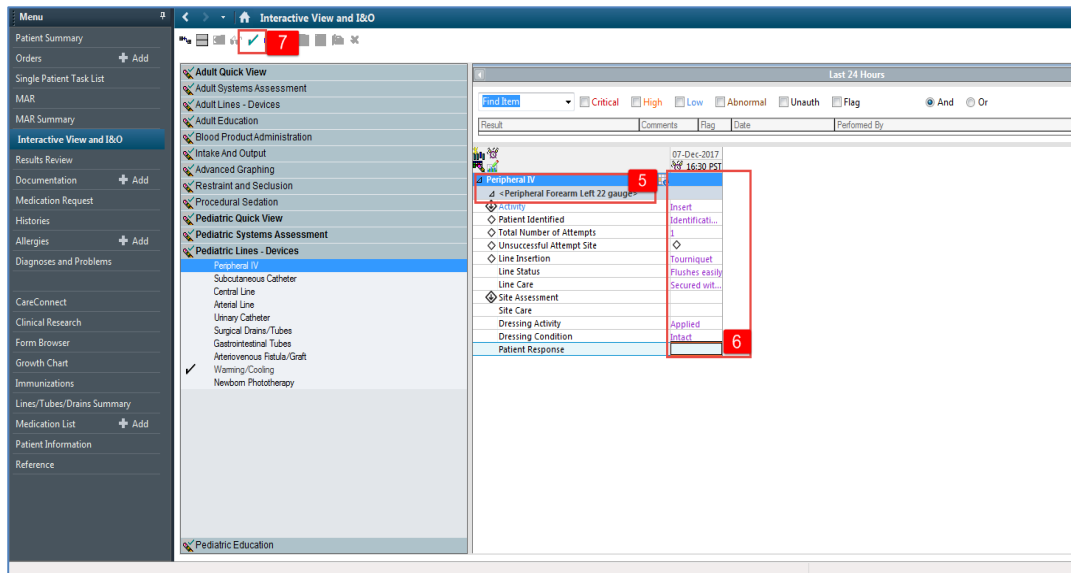 Menu
Interactive View and I&O
Patient Summary
Orders + Add
Single Patient Task List
MAR
MAR Summary
Interactive View and I&O
Results Review
Documentation + Add
Medication Request
Histories
Allergies + Add
Diagnoses and Problems
CareConnect
Clinical Research
Form Browser
Growth Chart
Immunizations
Lines/Tubes/Drains Summary
Medication List + Add
Patient Information
Reference
7
Adult Quick View
Adult Systems Assessment
Adult Lines - Devices
Adult Education
Blood Product Administration
Intake And Output
Advanced Graphing
Restraint and Seclusion
Procedural Sedation
Pediatric Quick View
Pediatric Systems Assessment
Pediatric Lines - Devices
Peripheral IV
Subcutaneous Catheter
Central Line
Arterial Line
Urinary Catheter
Surgical Drains/Tubes
Gastrointestinal Tubes
Arteriovenous Fistula/Graft
Warming/Cooling
Newborn Phototherapy
Pediatric Education
Last 24 Hours
Find Item Critical High Low Abnormal Unauth Flag And Or
Result Comments Flag Date Performed By
07-Dec-2017
16:30 PST
Peripheral IV 5
<Peripheral Forearm Left 22 gauge>
Activity Insert
Patient Identified Identificati...
Total Number of Attempts 1
Unsuccessful Attempt Site
Line Insertion Tourniquet
Line Status Flushes easily
Line Care Secured wit...
Site Assessment
Site Care
Dressing Activity Applied
Dressing Condition Intact 6
Patient Response